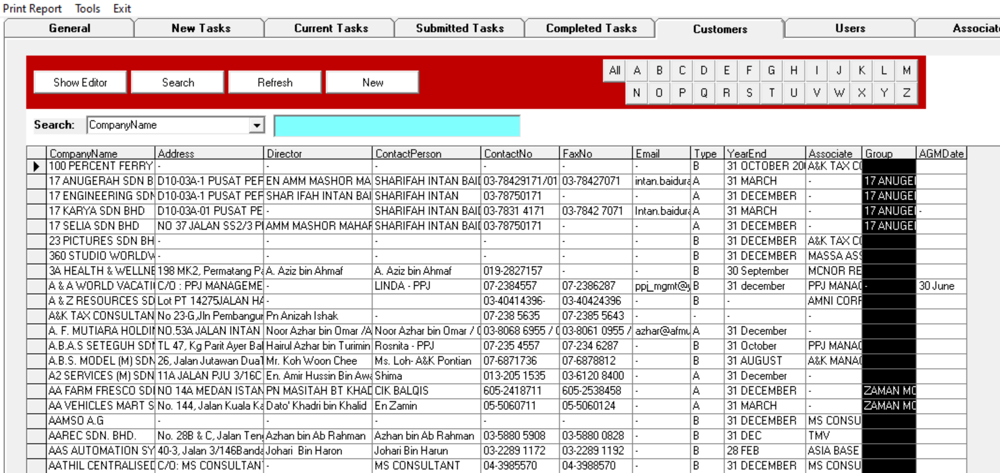 Print Report Tools Exit
General New Tasks Current Tasks Submitted Tasks Completed Tasks Customers Users Associat
Show Editor Search Refresh New
All A B C D E F G H I J K L M
N O P Q R S T U V W X Y Z
Search: CompanyName
CompanyName Address Director ContactPerson ContactNo FaxNo Email Type YearEnd Associate Group AGMDate
100 PERCENT FERRY - - - - - - B 31 OCTOBER 20 A&K TAX C
17 ANUGERAH SDN B D10-03A-1 PUSAT PER EN AMM MASHOR MA SHARIFAH INTAN BAI 03-78429171/01 03-78427071 intan.baidura A 31 MARCH - 17 ANUGE
17 ENGINEERING SDN D10-03A-1 PUSAT PER SHAR IFAH INTAN BAI SHARIFAH INTAN 03-78750171 - - A 31 DECEMBER - 17 ANUGE
17 KARYA SDN BHD D10-03A-01 PUSAT PE - SHARIFAH INTAN BAI 03-7831 4171 03-7842 7071 Intan.baidura A 31 MARCH - 17 ANUGE -
17 SELIA SDN BHD NO 37 JALAN SS2/3 P AMM MASHOR MAHA SHARIFAH INTAN BAI 03-78750171 - - A 31 DECEMBER - 17 ANUGE
23 PICTURES SDN BH - - - - - - B 31 DECEMBER A&K TAX C
360 STUDIO WORLDW - - - - - - B 31 DECEMBER MASSA ASS
3A HEALTH & WELLNE 198 MK2, Permatang Pa A. Aziz bin Ahmaf A. Aziz bin Ahmaf 019-2827157 - - B 30 September MCNOR RE
A & A WORLD VACATI C/O : PPJ MANAGEME - LINDA - PPJ 07-2384557 07-2386287 ppj_mgmt@y B 31 december PPJ MANA - 30 June
A & Z RESOURCES SD Lot PT 14275JALAN HA - 03-40414396- 03-40424396 - B - AMNI CORP
A&K TAX CONSULTAN No 23-G,Jln Pembangun Pn Anizah Ishak - 07-238 5635 07-2385 5643 - - - -
A. F. MUTIARA HOLDI NO.53A JALAN INTAN Noor Azhar bin Omar /A Noor Azhar bin Omar / 03-8068 6955 / 03-8061 0955 / azhar@afmu A 31 December -
A.B.A.S SETEGUH SDN TL 47, Kg Parit Ayer Bal Hairul Azhar bin Turimin Rosnita - PPJ 07-235 4557 07-234 6287 - B 31 October PPJ MANA
A.B.S. MODEL (M) SDN 26, Jalan Jutawan Dua Mr. Koh Woon Chee Ms. Loh- A&K Pontian 07-6871736 07-6878812 - B 31 AUGUST A&K MANA
A2 SERVICES (M) SDN 11A JALAN PJU 3/16C En. Amir Hussin Bin Awa Shima 013-205 1535 03-6120 8400 - A 31 December -
AA FARM FRESCO SD NO 14A MEDAN ISTAN PN MASITAH BT KHAD CIK BALQIS 605-2418711 605-2538458 - A 31 DECEMBER - ZAMAN MO
AA VEHICLES MART S No. 144, Jalan Kuala Ka Dato' Khadri bin Khalid En Zamin 05-5060711 05-5060124 - A 31 MARCH - ZAMAN MO
AAMSO A.G - - - - - - B 31 DECEMBER MS CONSU
AAREC SDN. BHD. No. 28B & C, Jalan Ten Azhan bin Ab Rahman Azhan bin Ab Rahman 03-5880 5908 03-5880 0828 - B 31 DEC TMV
AAS AUTOMATION SY 40-3, Jalan 3/146Banda Johari Bin Haron Johari Bin Harun 03-2289 1172 03-2289 1192 - B 28 FEB ASIA BASE
AATHIL CENTRALISED C/O: MS CONSULTAN - MS CONSULTANT 04-3985570 04-3988570 - B 31 DECEMBER MS CONSU